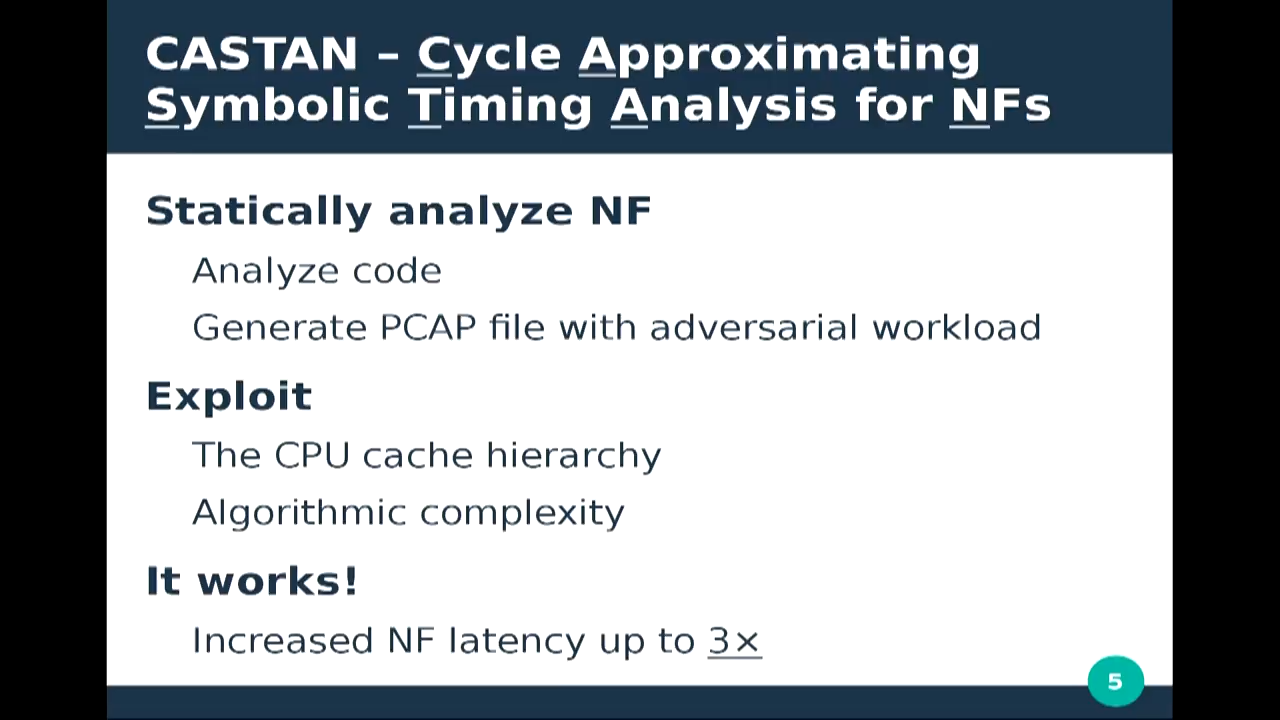 CASTAN – Cycle Approximating
Symbolic Timing Analysis for NFs
Statically analyze NF
Analyze code
Generate PCAP file with adversarial workload
Exploit
The CPU cache hierarchy
Algorithmic complexity
It works!
Increased NF latency up to 3×
5